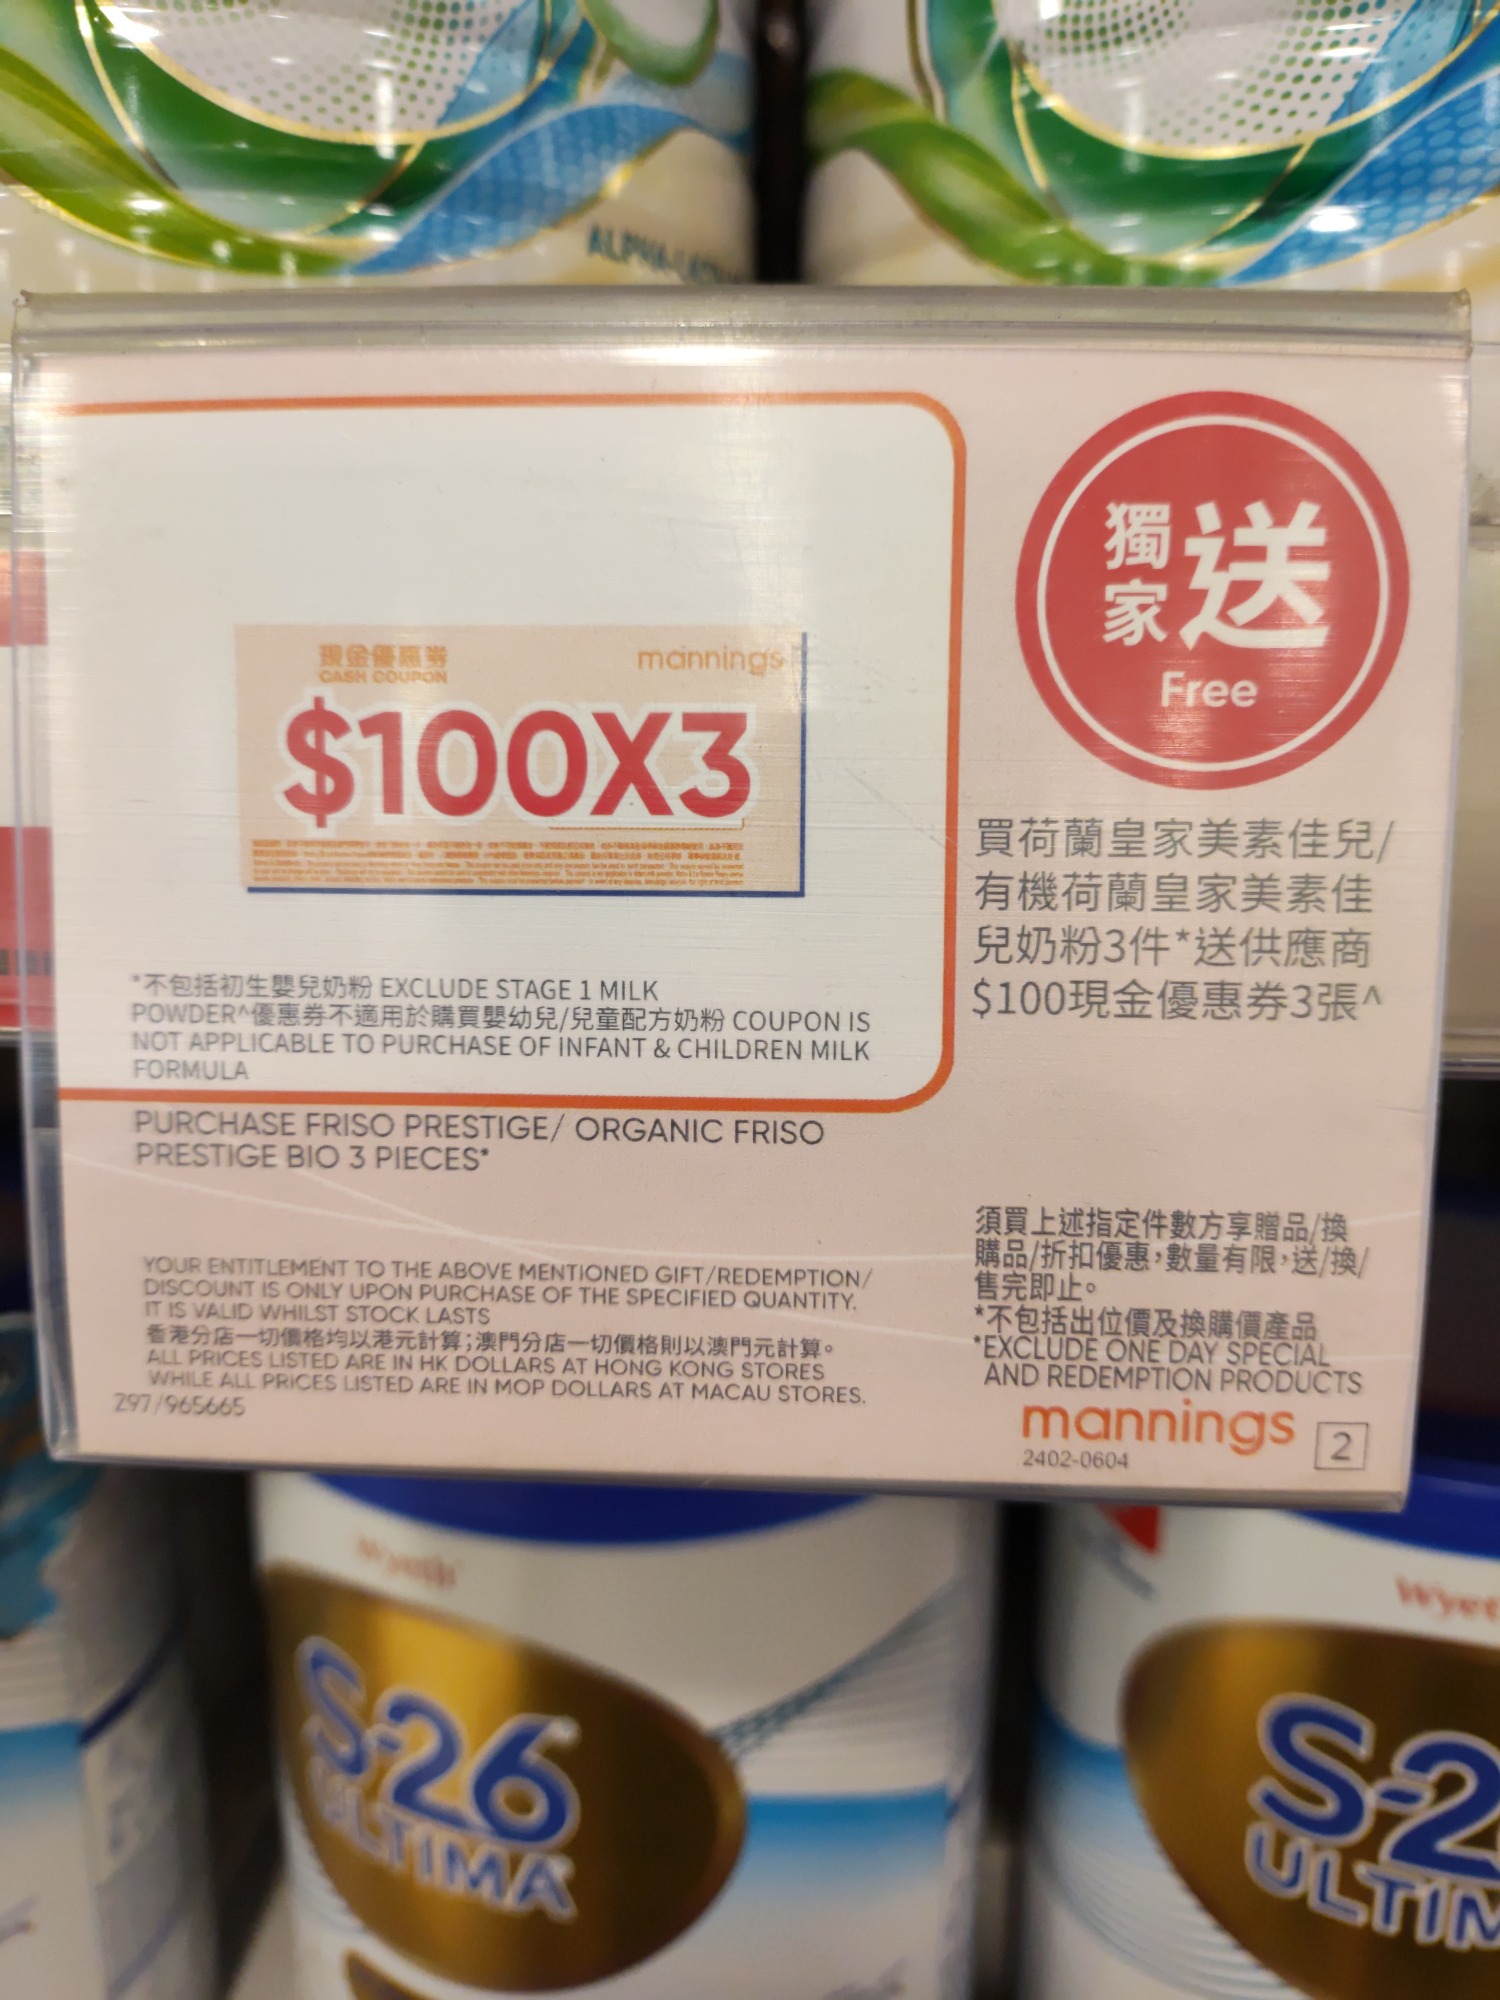 ALPHA-LACT
獨家
送
Free
現金優惠券
mannings
CASH COUPON
$100X3
買荷蘭皇家美素佳兒/
有機荷蘭皇家美素佳
兒奶粉3件*送供應商
$100現金優惠券3張^
*不包括初生嬰兒奶粉 EXCLUDE STAGE 1 MILK
POWDER^優惠券不適用於購買嬰幼兒/兒童配方奶粉 COUPON IS
NOT APPLICABLE TO PURCHASE OF INFANT & CHILDREN MILK
FORMULA
PURCHASE FRISO PRESTIGE/ ORGANIC FRISO
PRESTIGE BIO 3 PIECES*
YOUR ENTITLEMENT TO THE ABOVE MENTIONED GIFT/REDEMPTION/
DISCOUNT IS ONLY UPON PURCHASE OF THE SPECIFIED QUANTITY.
IT IS VALID WHILST STOCK LASTS
香港分店一切價格均以港元計算;澳門分店一切價格則以澳門元計算。
ALL PRICES LISTED ARE IN HK DOLLARS AT HONG KONG STORES
WHILE ALL PRICES LISTED ARE IN MOP DOLLARS AT MACAU STORES.
Z97/965665
須買上述指定件數方享贈品/換
購品/折扣優惠,數量有限,送/換/
售完即止。
*不包括出位價及換購價產品
*EXCLUDE ONE DAY SPECIAL
AND REDEMPTION PRODUCTS
mannings
2
2402-0604
Wyeth
S-26
ULTIMA
Wyet
S-2
ULTIM